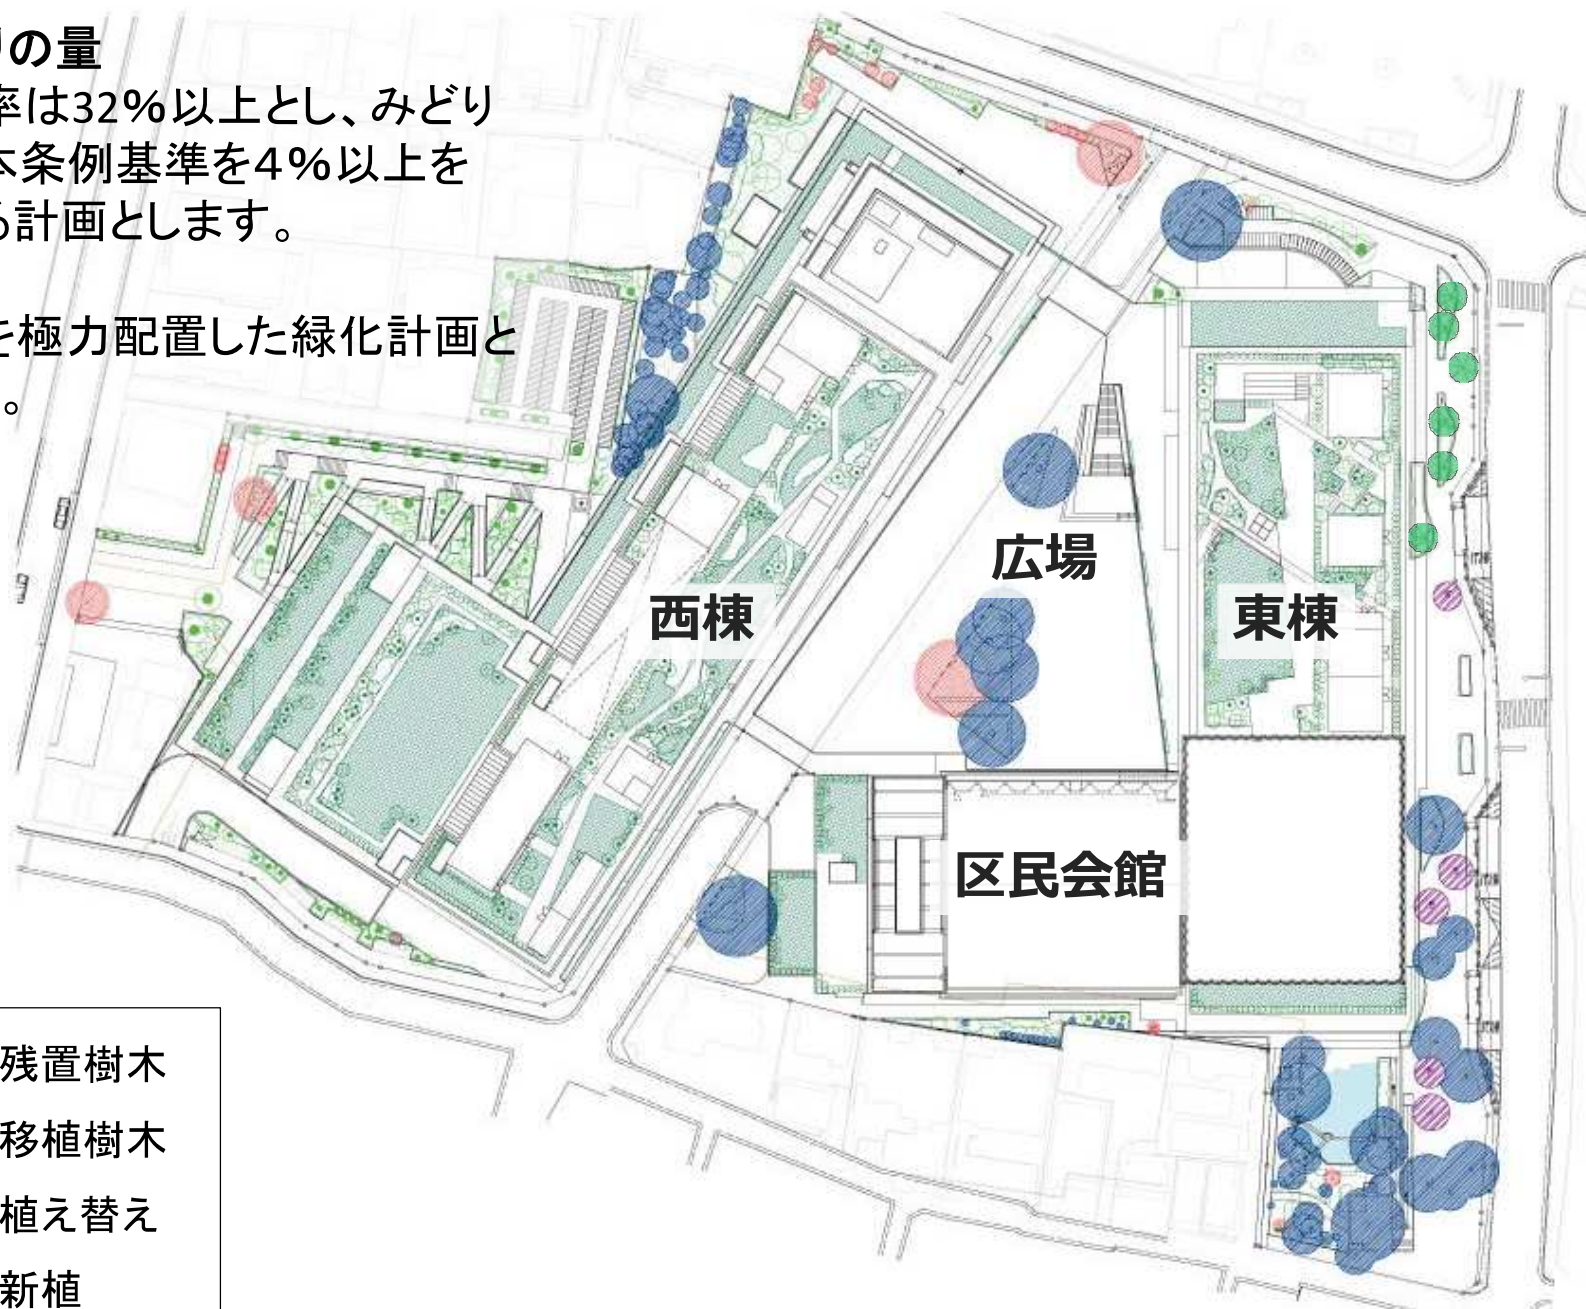 りの量
率は32％以上とし、みどり
本条例基準を4％以上を
る計画とします。
を極力配置した緑化計画と
。
広場
西棟
東棟
区民会館
残置樹木
移植樹木
植え替え
新植